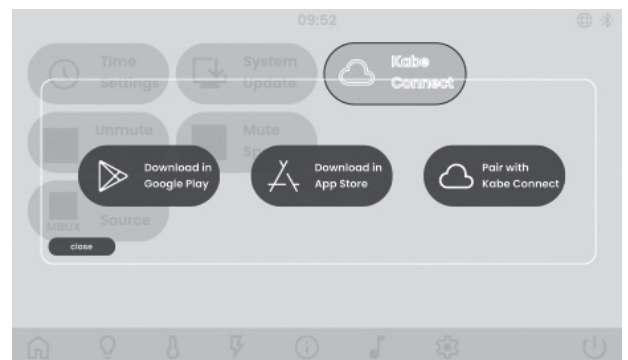 09:52
Time
Settings
System
Update
Kabe
Connect
Unmute
Mute
Download in
Google Play
Download in
App Store
Pair with
Kabe Connect
MBUX
Source
close